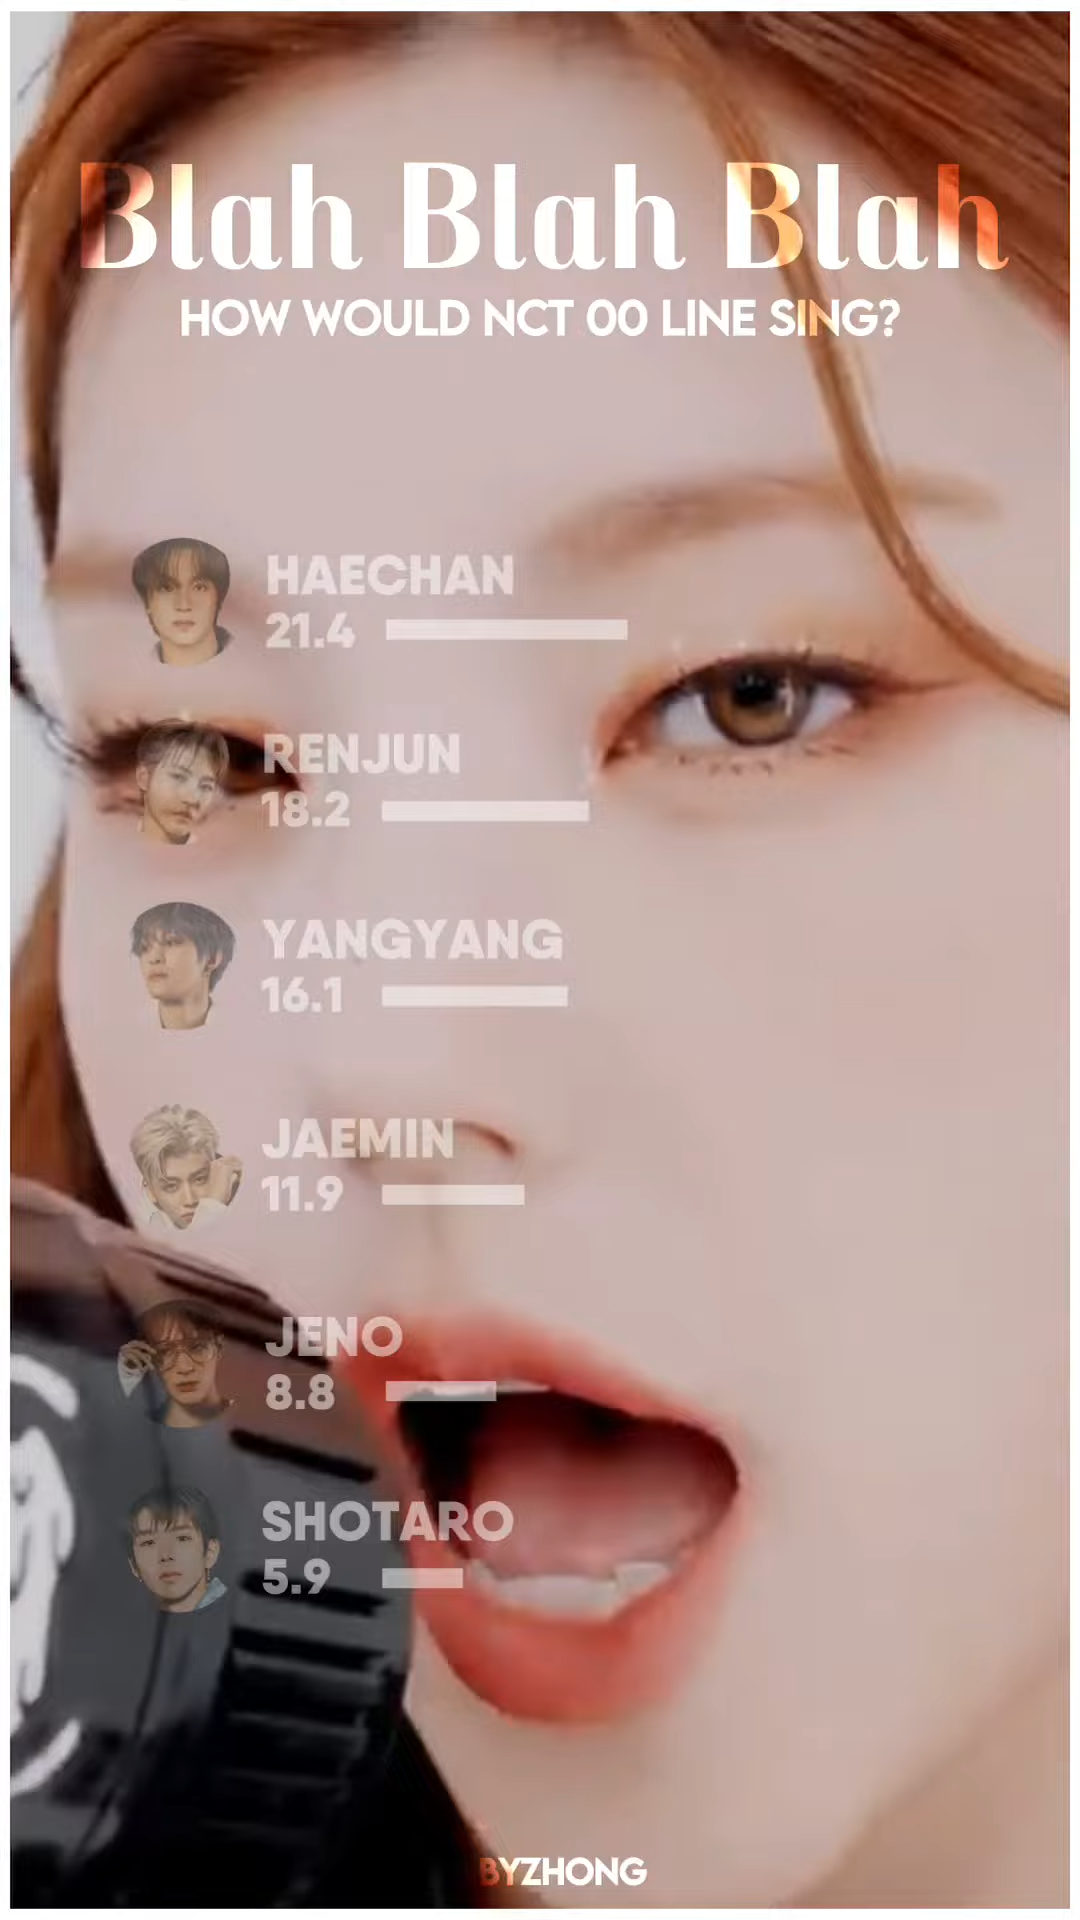 Blah Blah Blah
HOW WOULD NCT 00 LINE SING?
HAECHAN
21.4
RENJUN
18.2
YANGYANG
16.1
JAEMIN
11.9
JENO
8.8
SHOTARO
5.9
BYZHONG